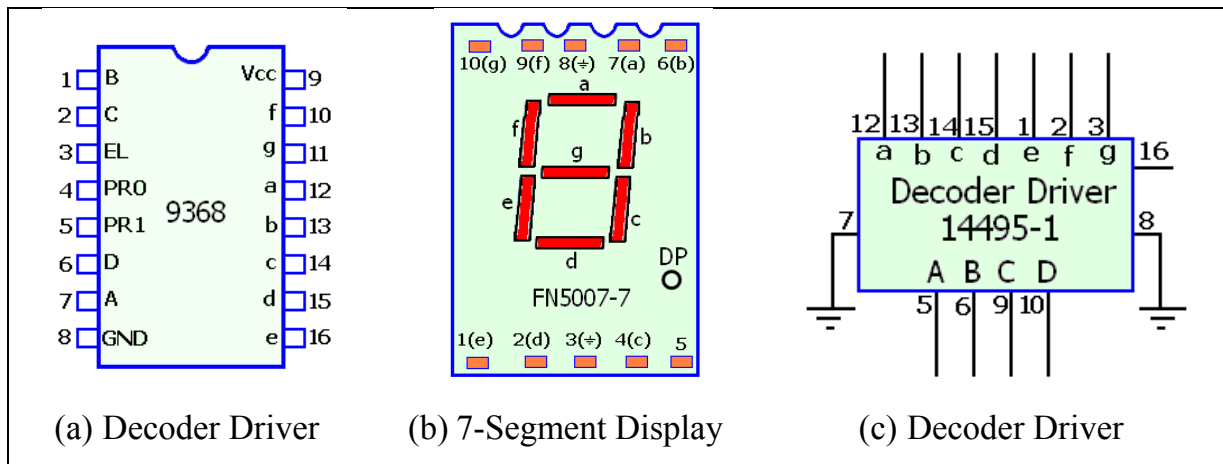 1 B Vcc 9
2 C f 10
3 EL g 11
4 PR0 a 12
5 PR1 b 13
9368
6 D c 14
7 A d 15
8 GND e 16
(a) Decoder Driver
10(g) 9(f) 8(÷) 7(a) 6(b)
a
f b
g
e c
d
DP
FN5007-7
1(e) 2(d) 3(÷) 4(c) 5
(b) 7-Segment Display
12 13 14 15 1 2 3
a b c d e f g 16
Decoder Driver
7 14495-1 8
A B C D
5 6 9 10
(c) Decoder Driver